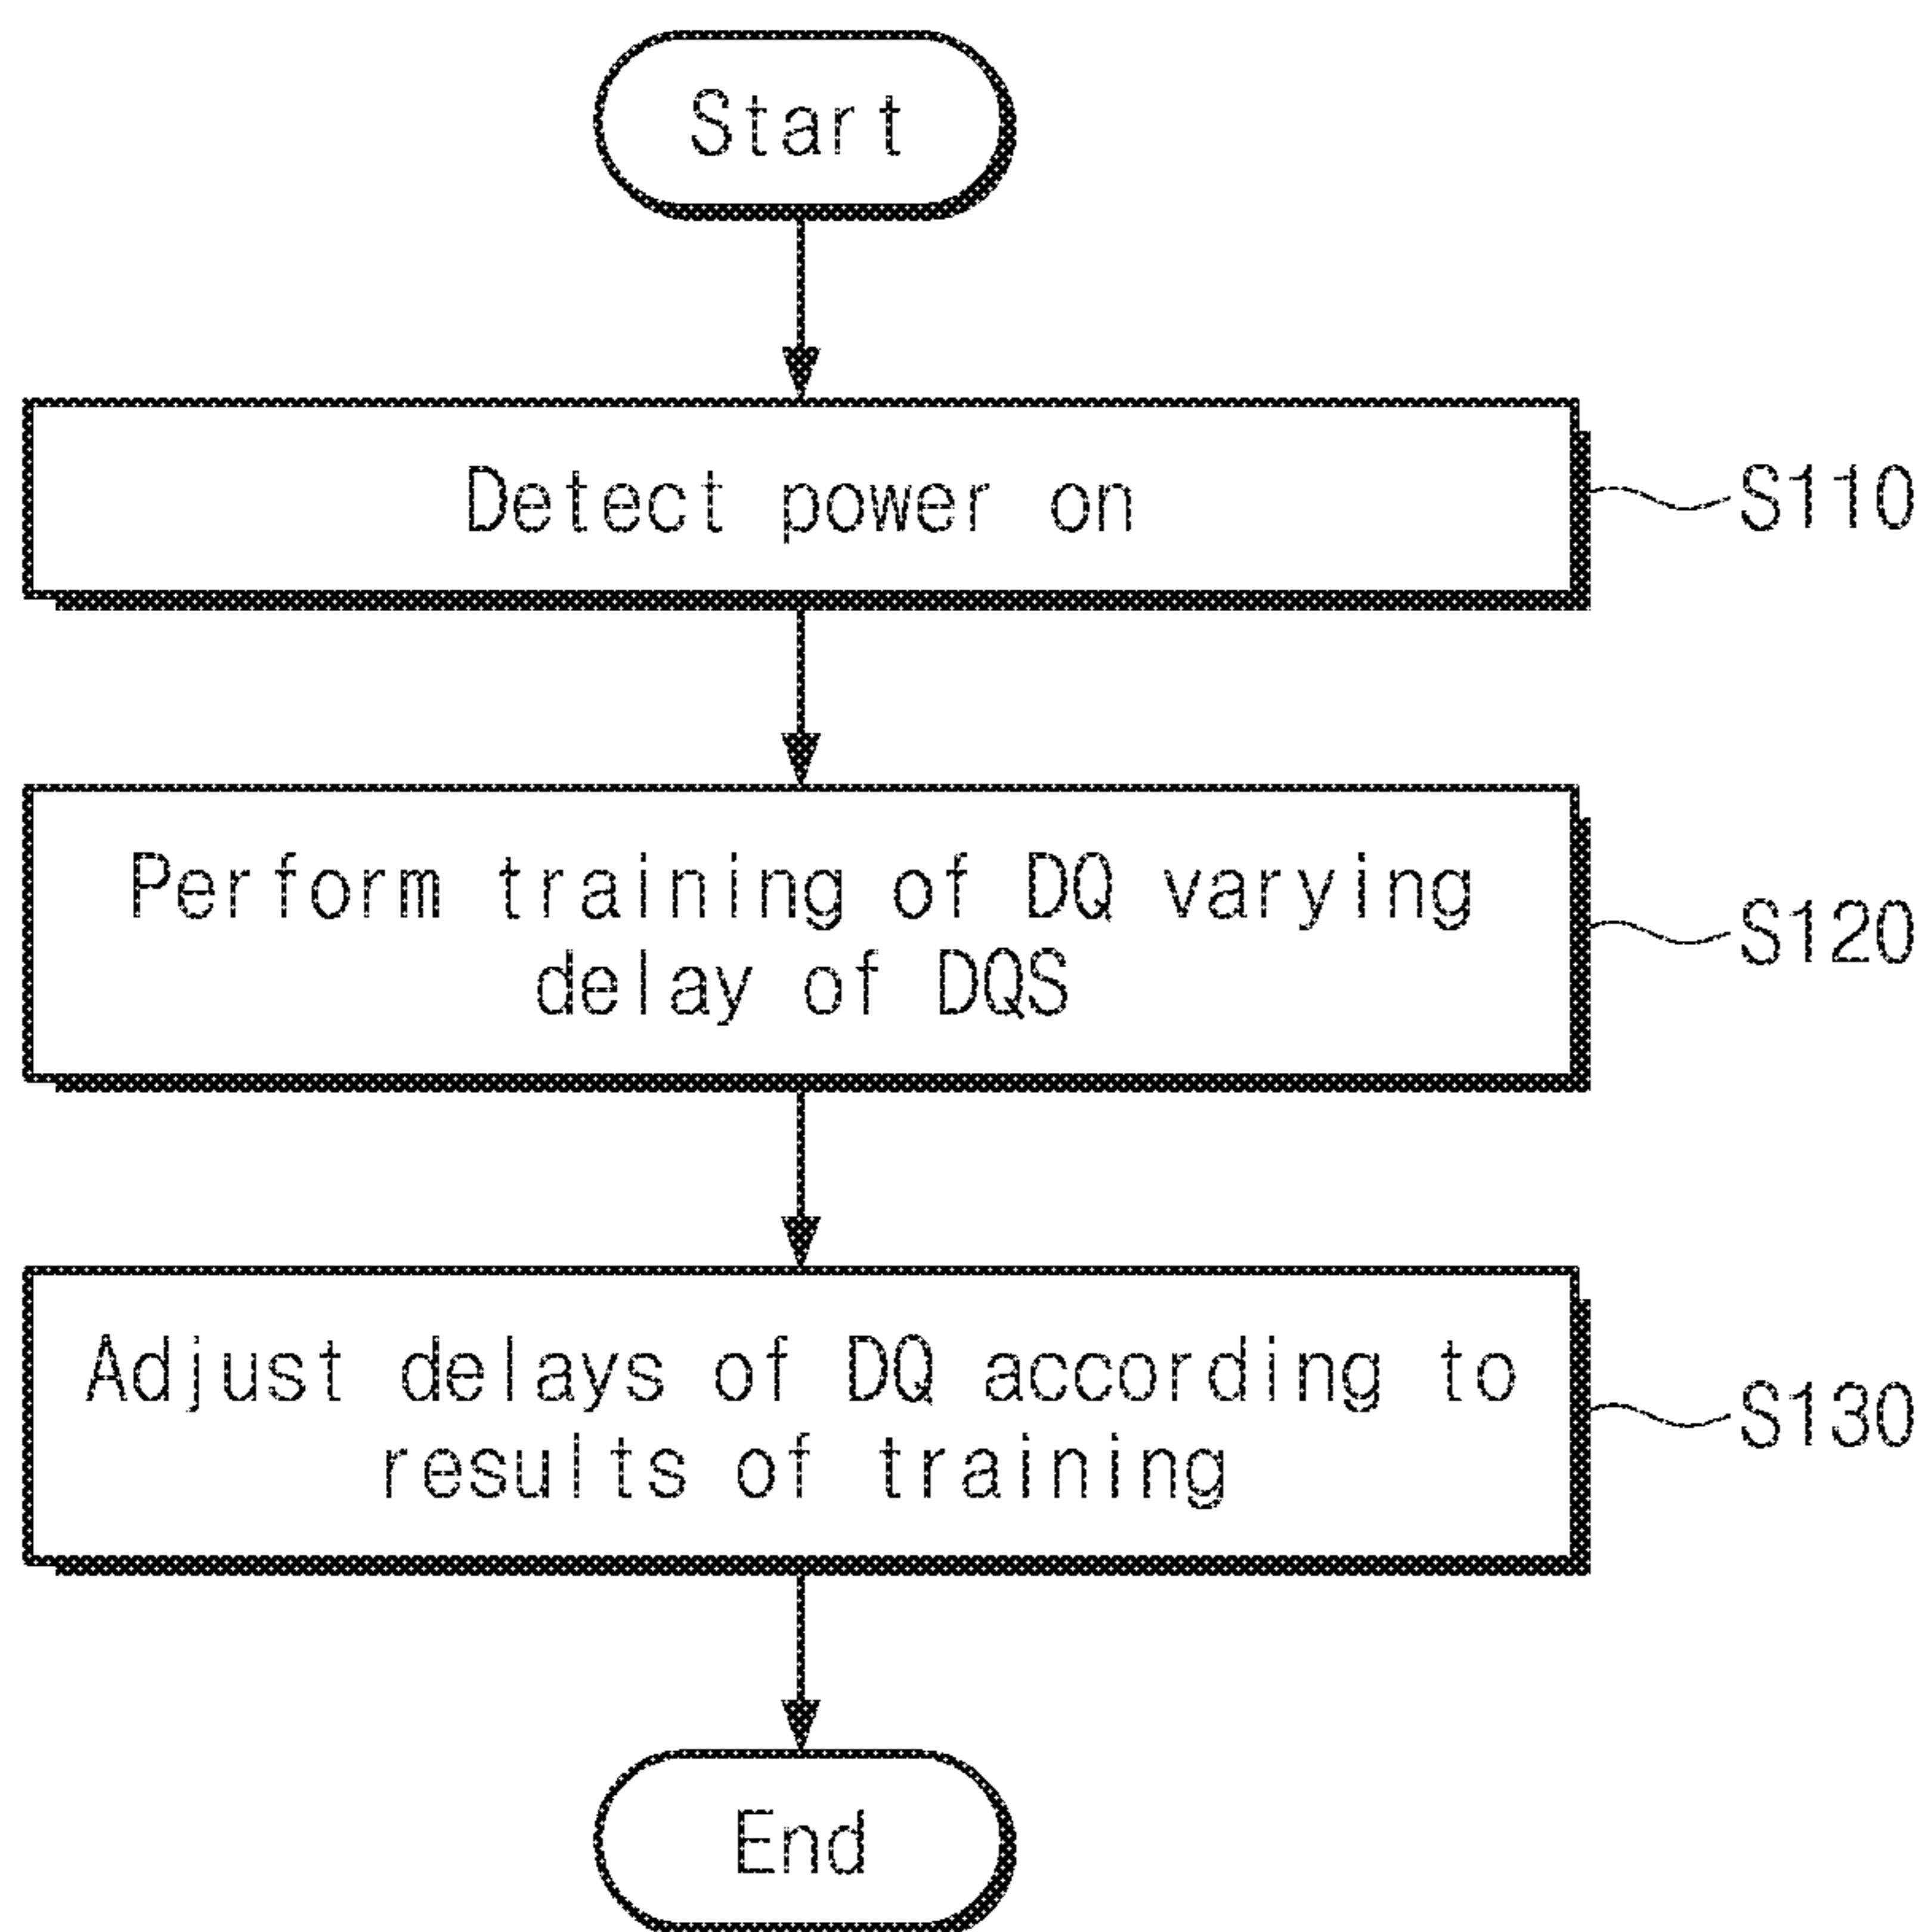 Start
Detect power on
S110
Perform training of DQ varying
delay of DQS
S120
Adjust delays of DQ according to
results of training
S130
End